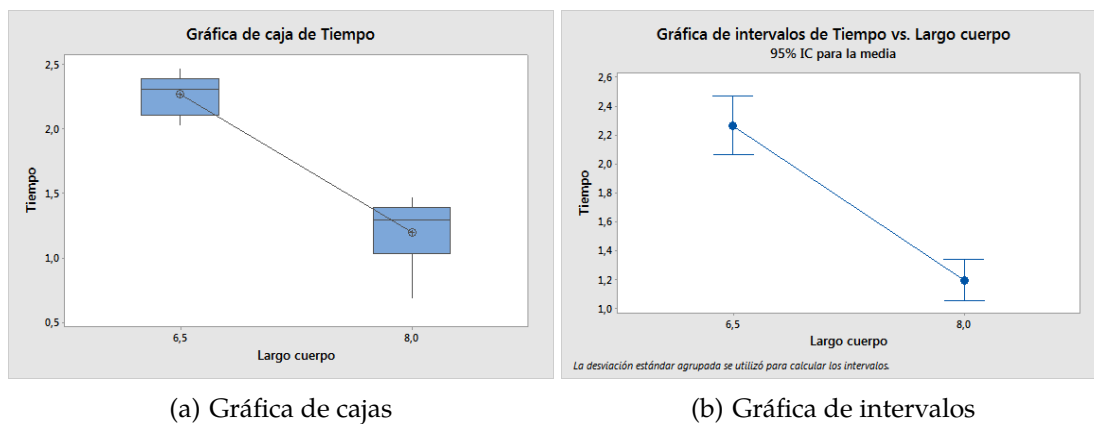 Gráfica de caja de Tiempo
2,5
2,0
1,5
1,0
0,5
Tiempo
6,5
8,0
Largo cuerpo
Gráfica de intervalos de Tiempo vs. Largo cuerpo
95% IC para la media
2,6
2,4
2,2
2,0
1,8
1,6
1,4
1,2
1,0
Tiempo
6,5
8,0
Largo cuerpo
La desviación estándar agrupada se utilizó para calcular los intervalos.
(a) Gráfica de cajas
(b) Gráfica de intervalos